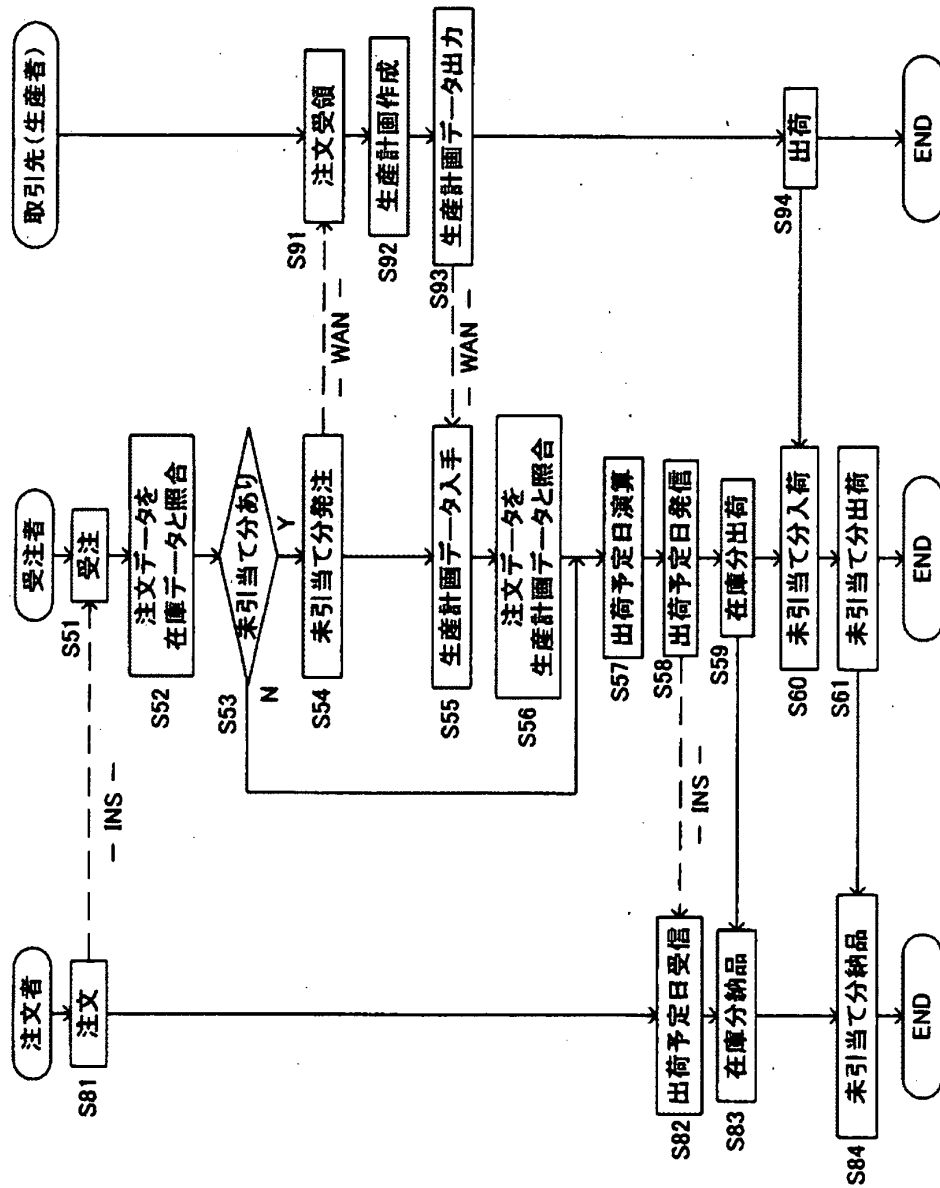 注文者
注文
S81
出荷予定日受信
S82
在庫分納品
S83
未引当て分納品
S84
END
— INS —
— INS —
受注者
受注
S51
注文データを
在庫データと照合
S52
未引当て分あり
S53
N
Y
未引当て分発注
S54
生産計画データ入手
S55
注文データを
生産計画データと照合
S56
出荷予定日演算
S57
出荷予定日発信
S58
在庫分出荷
S59
未引当て分入荷
S60
未引当て分出荷
S61
END
— WAN —
— WAN —
取引先(生産者)
注文受領
S91
生産計画作成
S92
生産計画データ出力
S93
出荷
S94
END